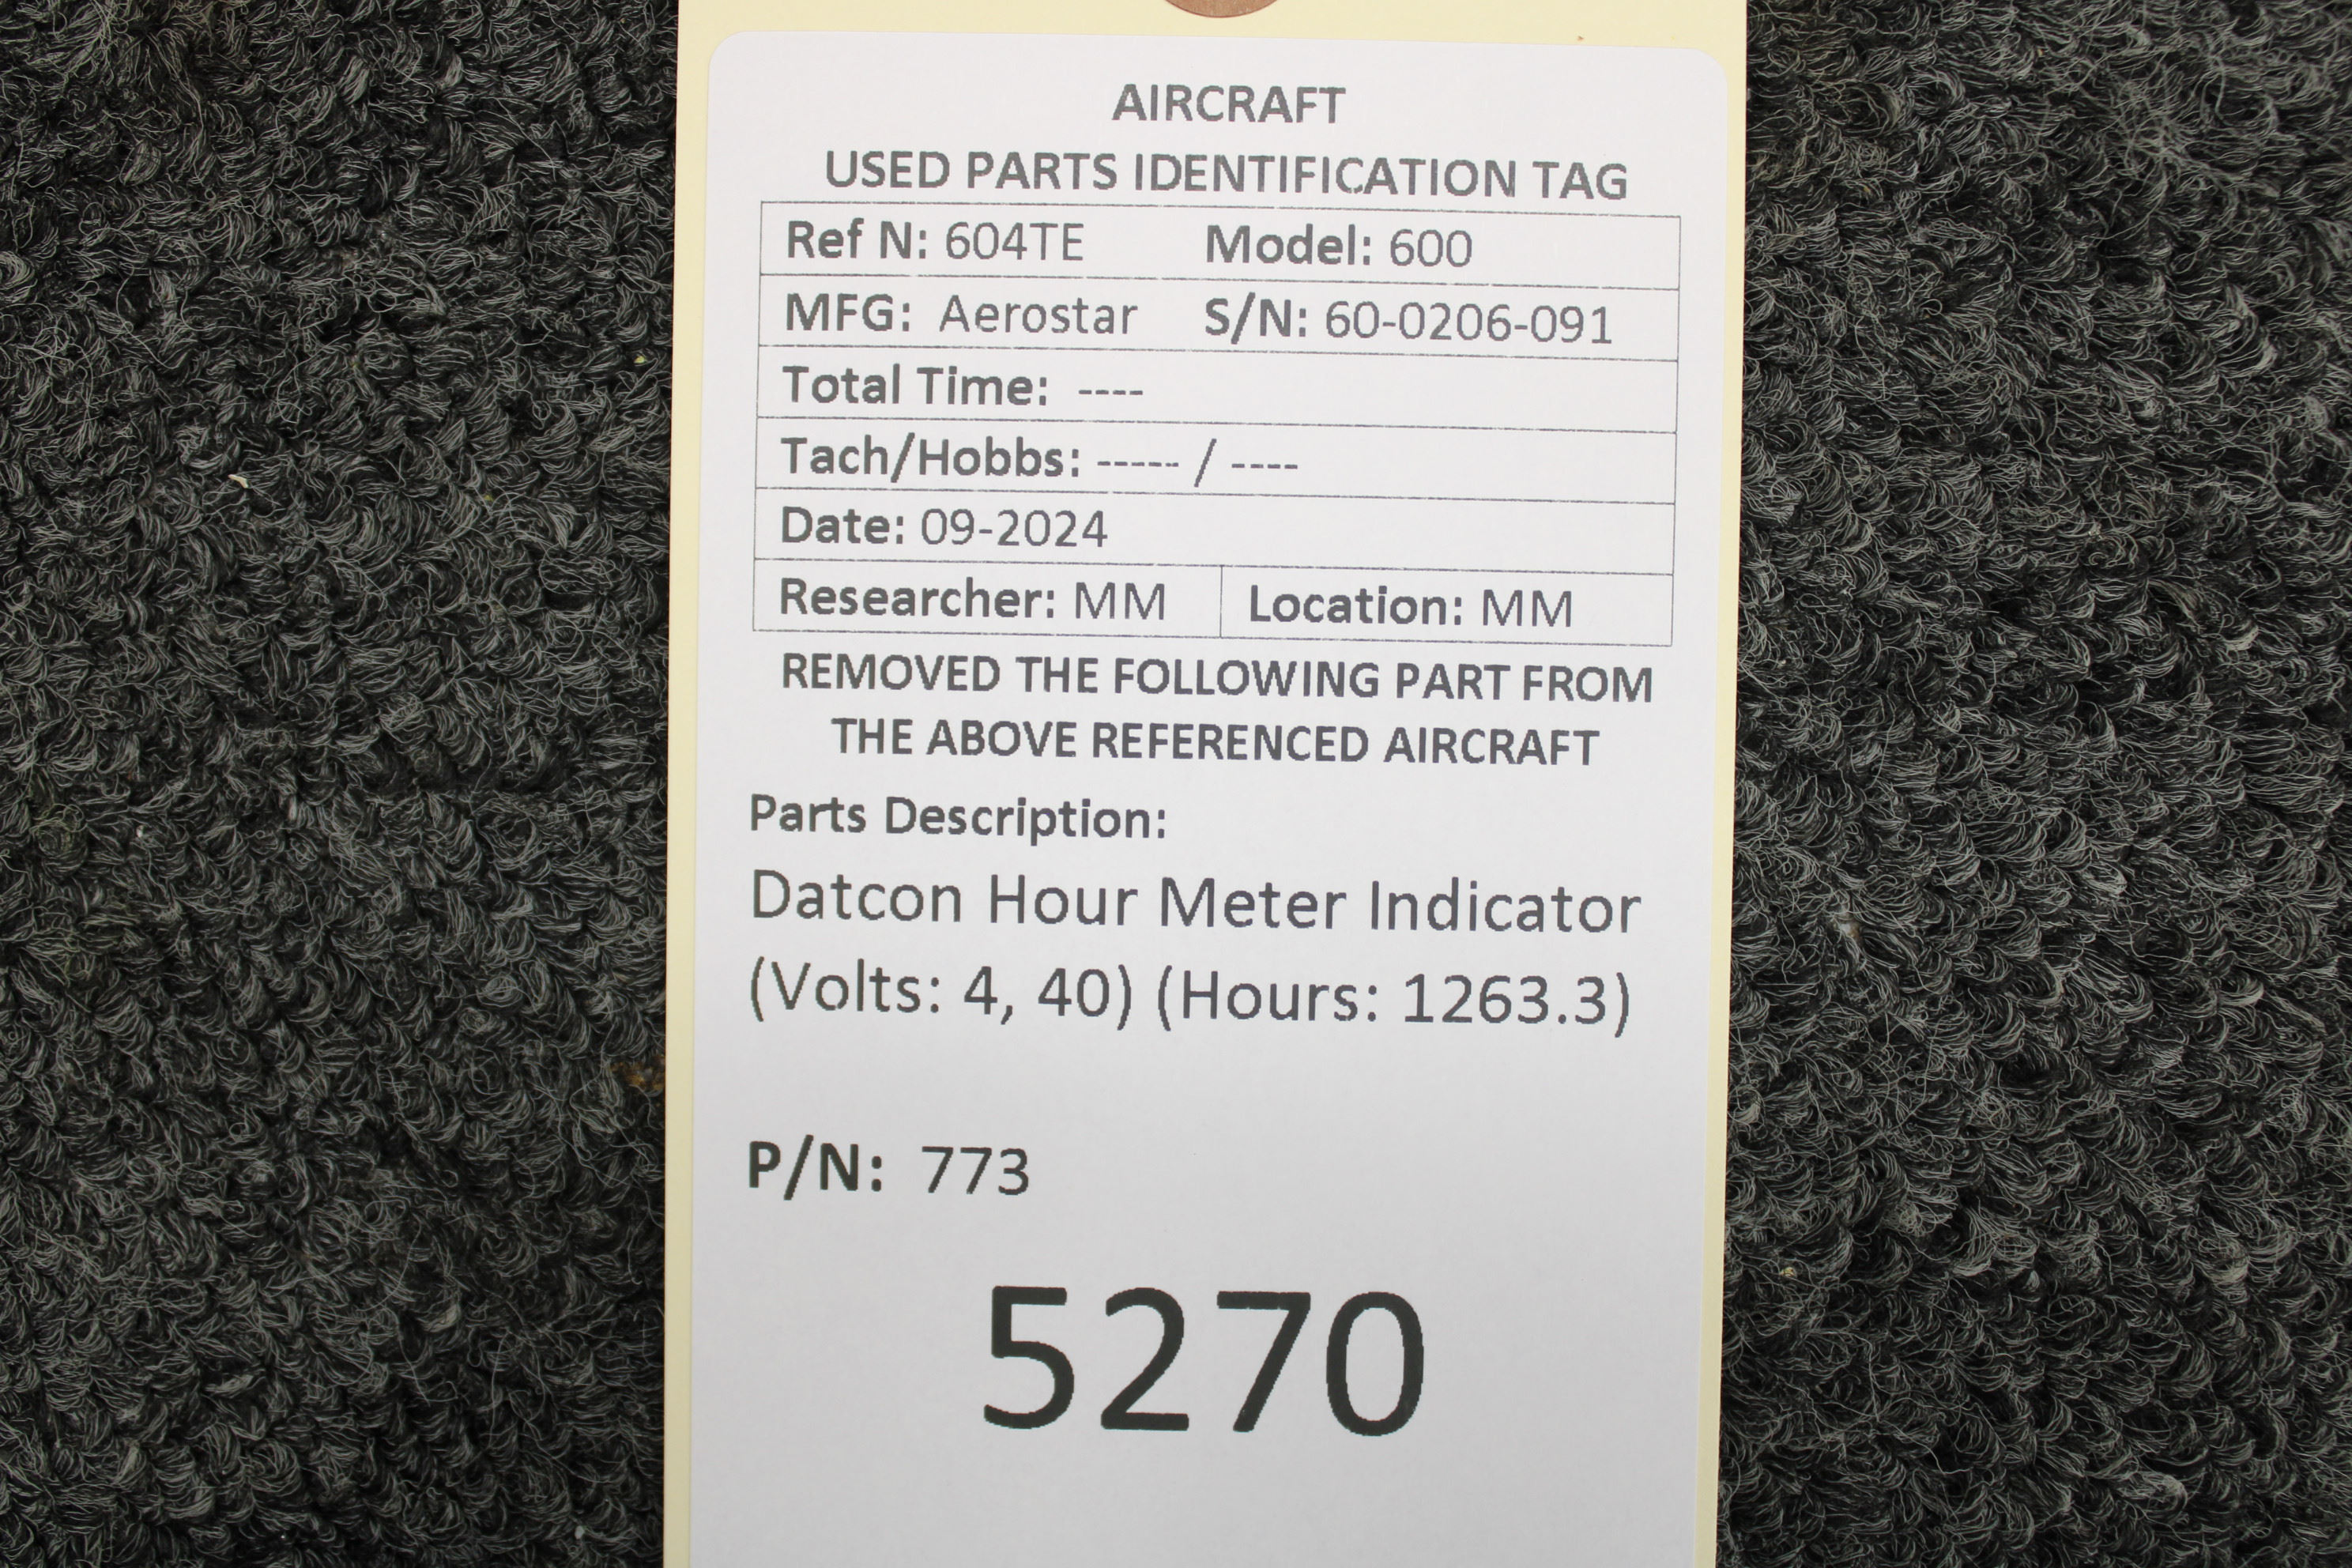 AIRCRAFT
USED PARTS IDENTIFICATION TAG
Ref N: 604TE Model: 600
MFG: Aerostar S/N: 60-0206-091
Total Time: ----
Tach/Hobbs: ----- / ----
Date: 09-2024
Researcher: MM Location: MM
REMOVED THE FOLLOWING PART FROM
THE ABOVE REFERENCED AIRCRAFT
Parts Description:
Datcon Hour Meter Indicator
(Volts: 4, 40) (Hours: 1263.3)
P/N: 773
5270